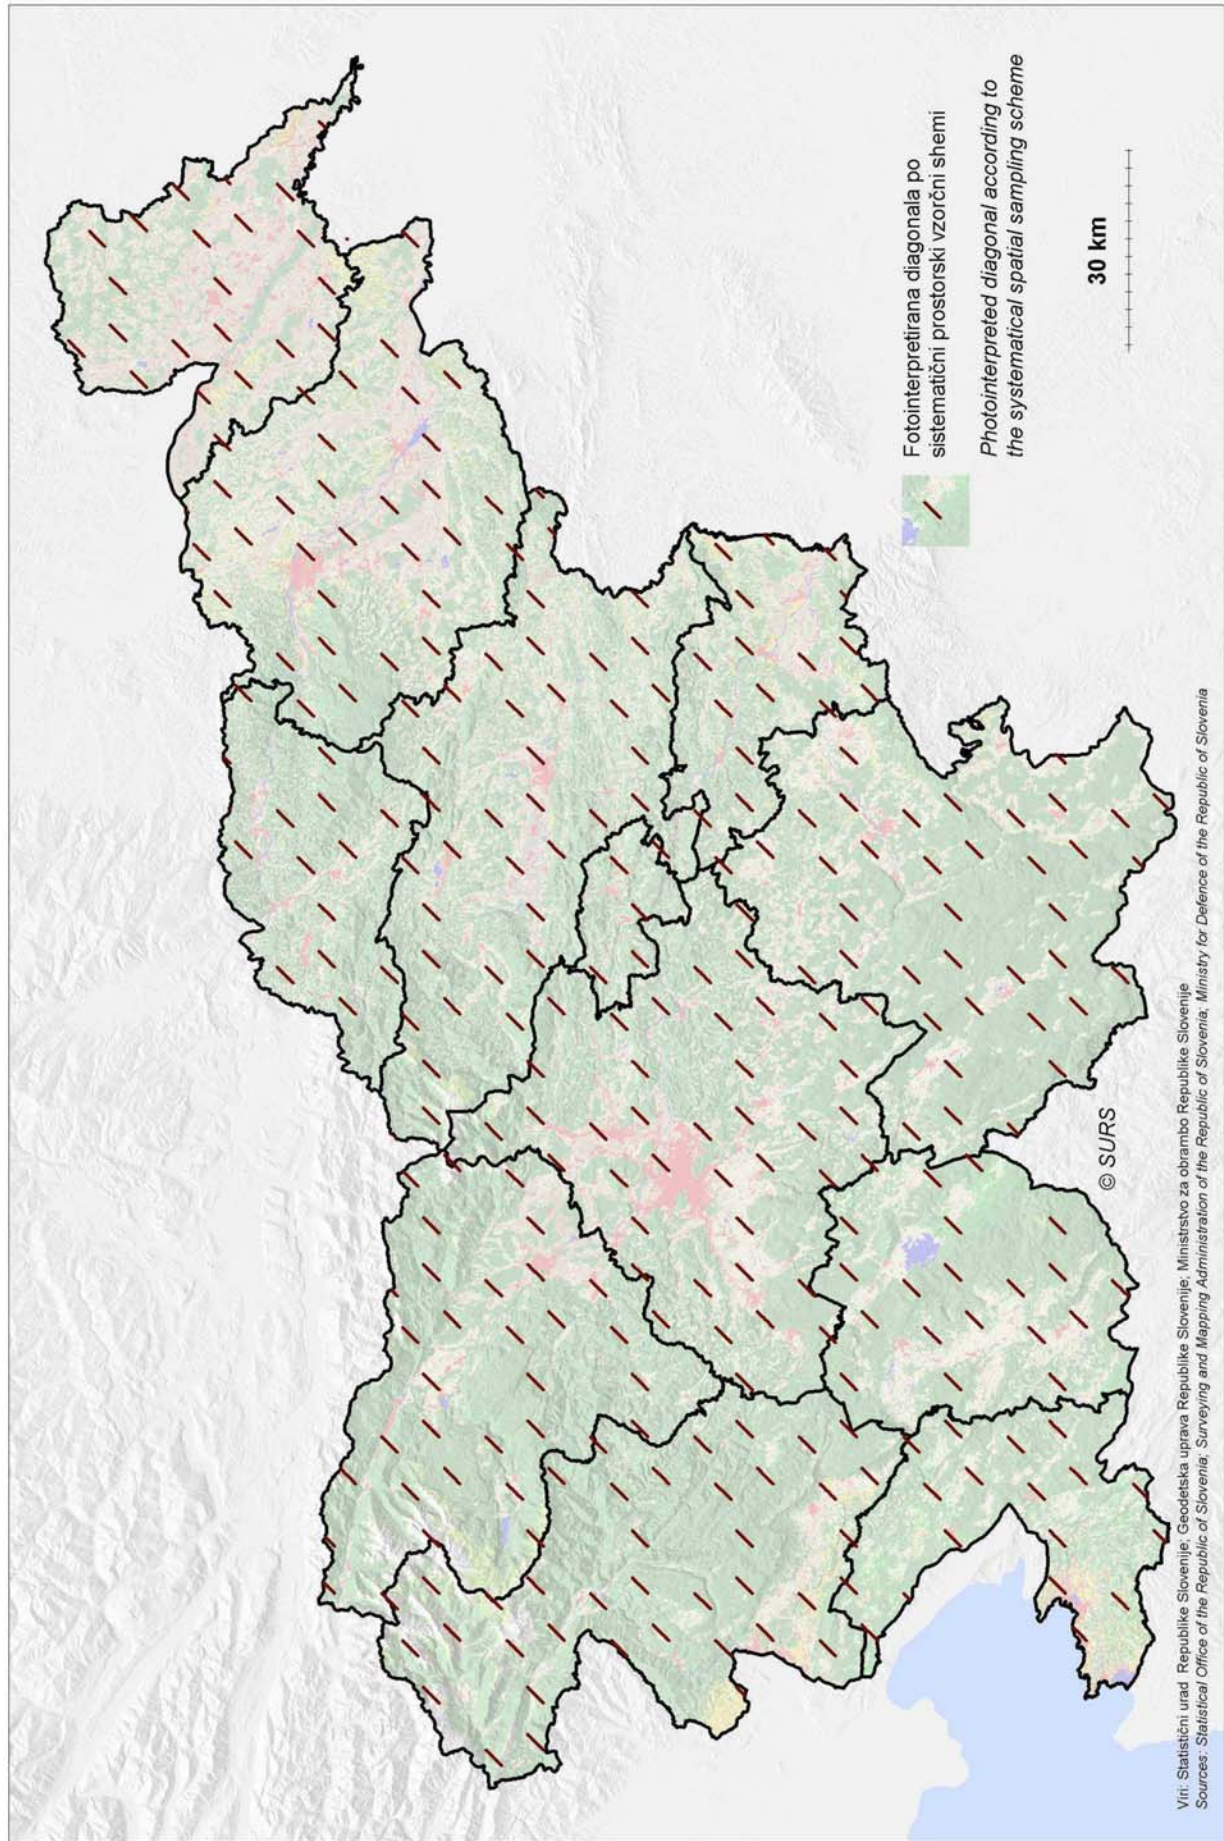 Fotointerpretirana diagonala po
sistematični prostorski vzorčni shemi
Photointerpreted diagonal according to
the systematical spatial sampling scheme
30 km
© SURS
Viri: Statistični urad Republike Slovenije; Geodetska uprava Republike Slovenije; Ministrstvo za obrambo Republike Slovenije
Sources: Statistical Office of the Republic of Slovenia; Surveying and Mapping Administration of the Republic of Slovenia; Ministry for Defence of the Republic of Slovenia